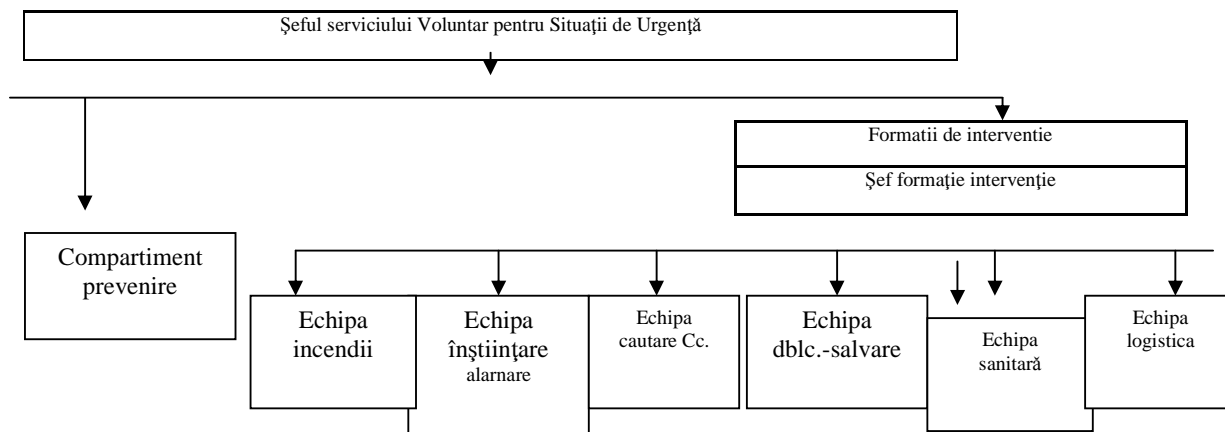 Şeful serviciului Voluntar pentru Situaţii de Urgenţă
Formatii de interventie
Şef formaţie intervenţie
Compartiment
prevenire
Echipa
incendii
Echipa
înştiinţare
alarnare
Echipa
cautare Cc.
Echipa
dblc.-salvare
Echipa
sanitară
Echipa
logistica